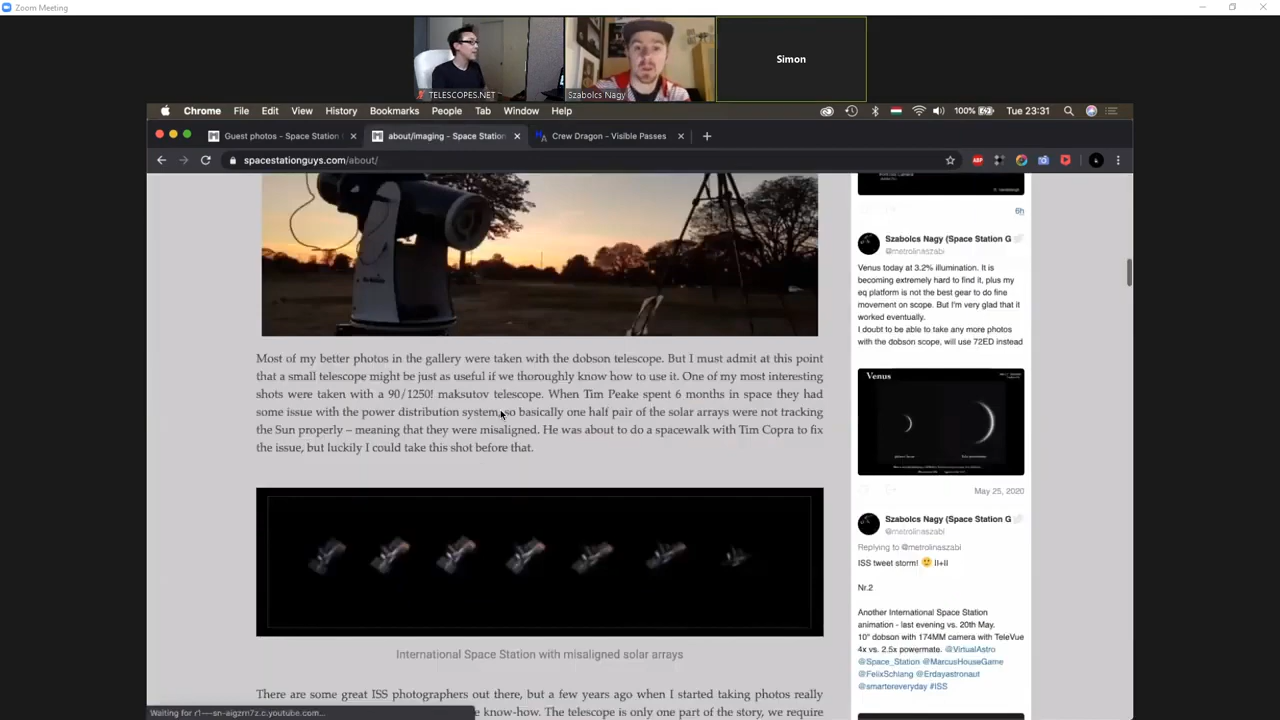 Zoom Meeting
TELESCOPES.NET
Szabolcs Nagy
Simon
Chrome File Edit View History Bookmarks People Tab Window Help
100% Tue 23:31
Guest photos - Space Station
about/imaging - Space Station
Crew Dragon - Visible Passes
spacestationguys.com/about/
ABP
6h
Most of my better photos in the gallery were taken with the dobson telescope. But I must admit at this point
that a small telescope might be just as useful if we thoroughly know how to use it. One of my most interesting
shots were taken with a 90/1250! maksutov telescope. When Tim Peake spent 6 months in space they had
some issue with the power distribution system, so basically one half pair of the solar arrays were not tracking
the Sun properly – meaning that they were misaligned. He was about to do a spacewalk with Tim Copra to fix
the issue, but luckily I could take this shot before that.
International Space Station with misaligned solar arrays
There are some great ISS photographers out there, but a few years ago when I started taking photos really
know-how. The telescope is only one part of the story, we require
Szabolcs Nagy (Space Station G
@metrolinaszabi
Venus today at 3.2% illumination. It is
becoming extremely hard to find it, plus my
eq platform is not the best gear to do fine
movement on scope. But I'm very glad that it
worked eventually.
I doubt to be able to take any more photos
with the dobson scope, will use 72ED instead
Venus
May 25, 2020
Szabolcs Nagy (Space Station G
@metrolinaszabi
Replying to @metrolinaszabi
ISS tweet storm! 🙂 II+II
Nr.2
Another International Space Station
animation - last evening vs. 20th May.
10" dobson with 174MM camera with TeleVue
4x vs. 2.5x powermate. @VirtualAstro
@Space_Station @MarcusHouseGame
@FelixSchlang @Erdayastronaut
@smartereveryday #ISS
Waiting for r1---sn-aigzrn7z.c.youtube.com...